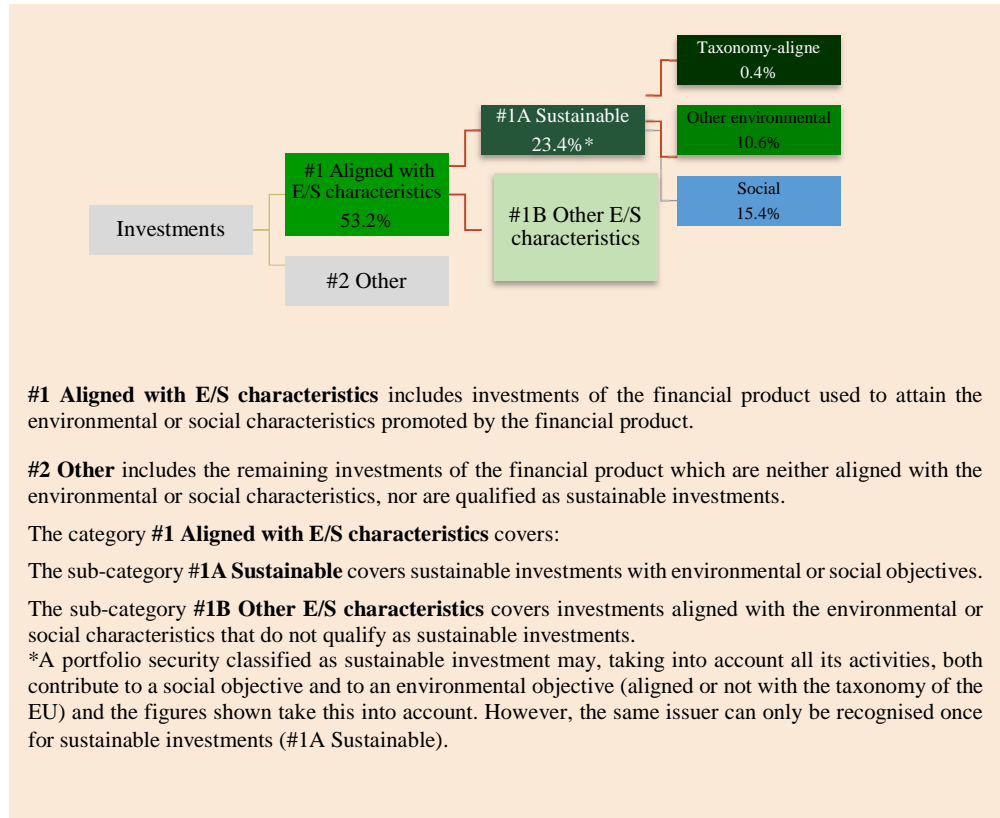 Taxonomy-aligne
0.4%
#1A Sustainable
23.4%*
Other environmental
10.6%
#1 Aligned with
E/S characteristics
53.2%
Social
15.4%
#1B Other E/S
characteristics
Investments
#2 Other
#1 Aligned with E/S characteristics includes investments of the financial product used to attain the
environmental or social characteristics promoted by the financial product.
#2 Other includes the remaining investments of the financial product which are neither aligned with the
environmental or social characteristics, nor are qualified as sustainable investments.
The category #1 Aligned with E/S characteristics covers:
The sub-category #1A Sustainable covers sustainable investments with environmental or social objectives.
The sub-category #1B Other E/S characteristics covers investments aligned with the environmental or
social characteristics that do not qualify as sustainable investments.
*A portfolio security classified as sustainable investment may, taking into account all its activities, both
contribute to a social objective and to an environmental objective (aligned or not with the taxonomy of the
EU) and the figures shown take this into account. However, the same issuer can only be recognised once
for sustainable investments (#1A Sustainable).